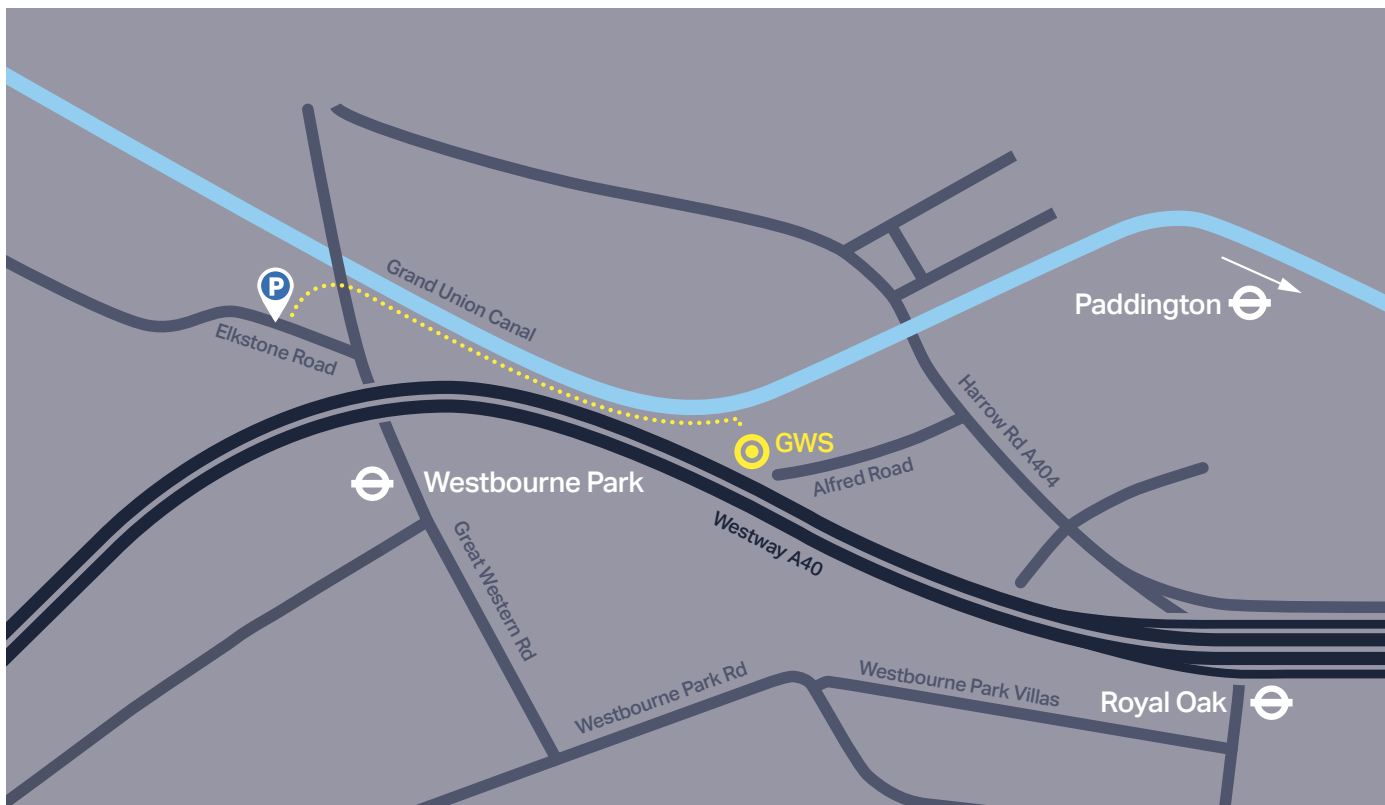 P
Grand Union Canal
Elkstone Road
Paddington
Harrow Rd A404
GWS
Alfred Road
Westbourne Park
Westway A40
Great Western Rd
Westbourne Park Rd
Westbourne Park Villas
Royal Oak